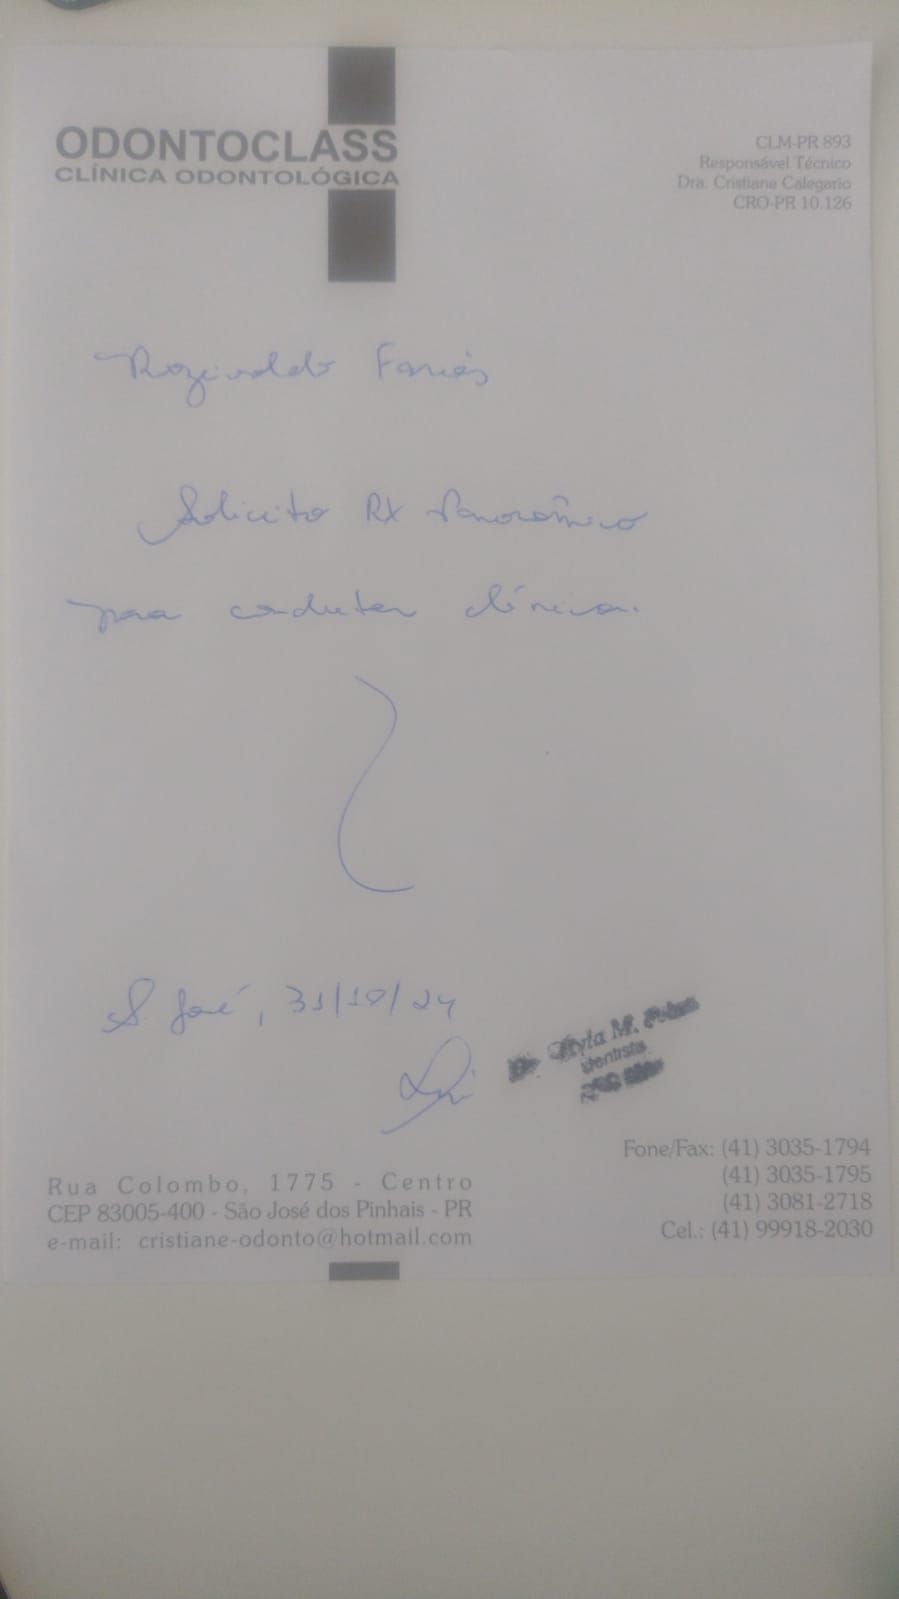 ODONTOCLASS
CLÍNICA ODONTOLÓGICA
CLM-PR 893
Responsável Técnico
Dra. Cristiane Calegario
CRO-PR 10.126
Farias
Solicito RX Panorâmico
para conduta clínica.
S. José, 31/10/24
M.
Dentista
Rua Colombo, 1775 - Centro
CEP 83005-400 - São José dos Pinhais - PR
e-mail: cristiane-odonto@hotmail.com
Fone/Fax: (41) 3035-1794
(41) 3035-1795
(41) 3081-2718
Cel.: (41) 99918-2030